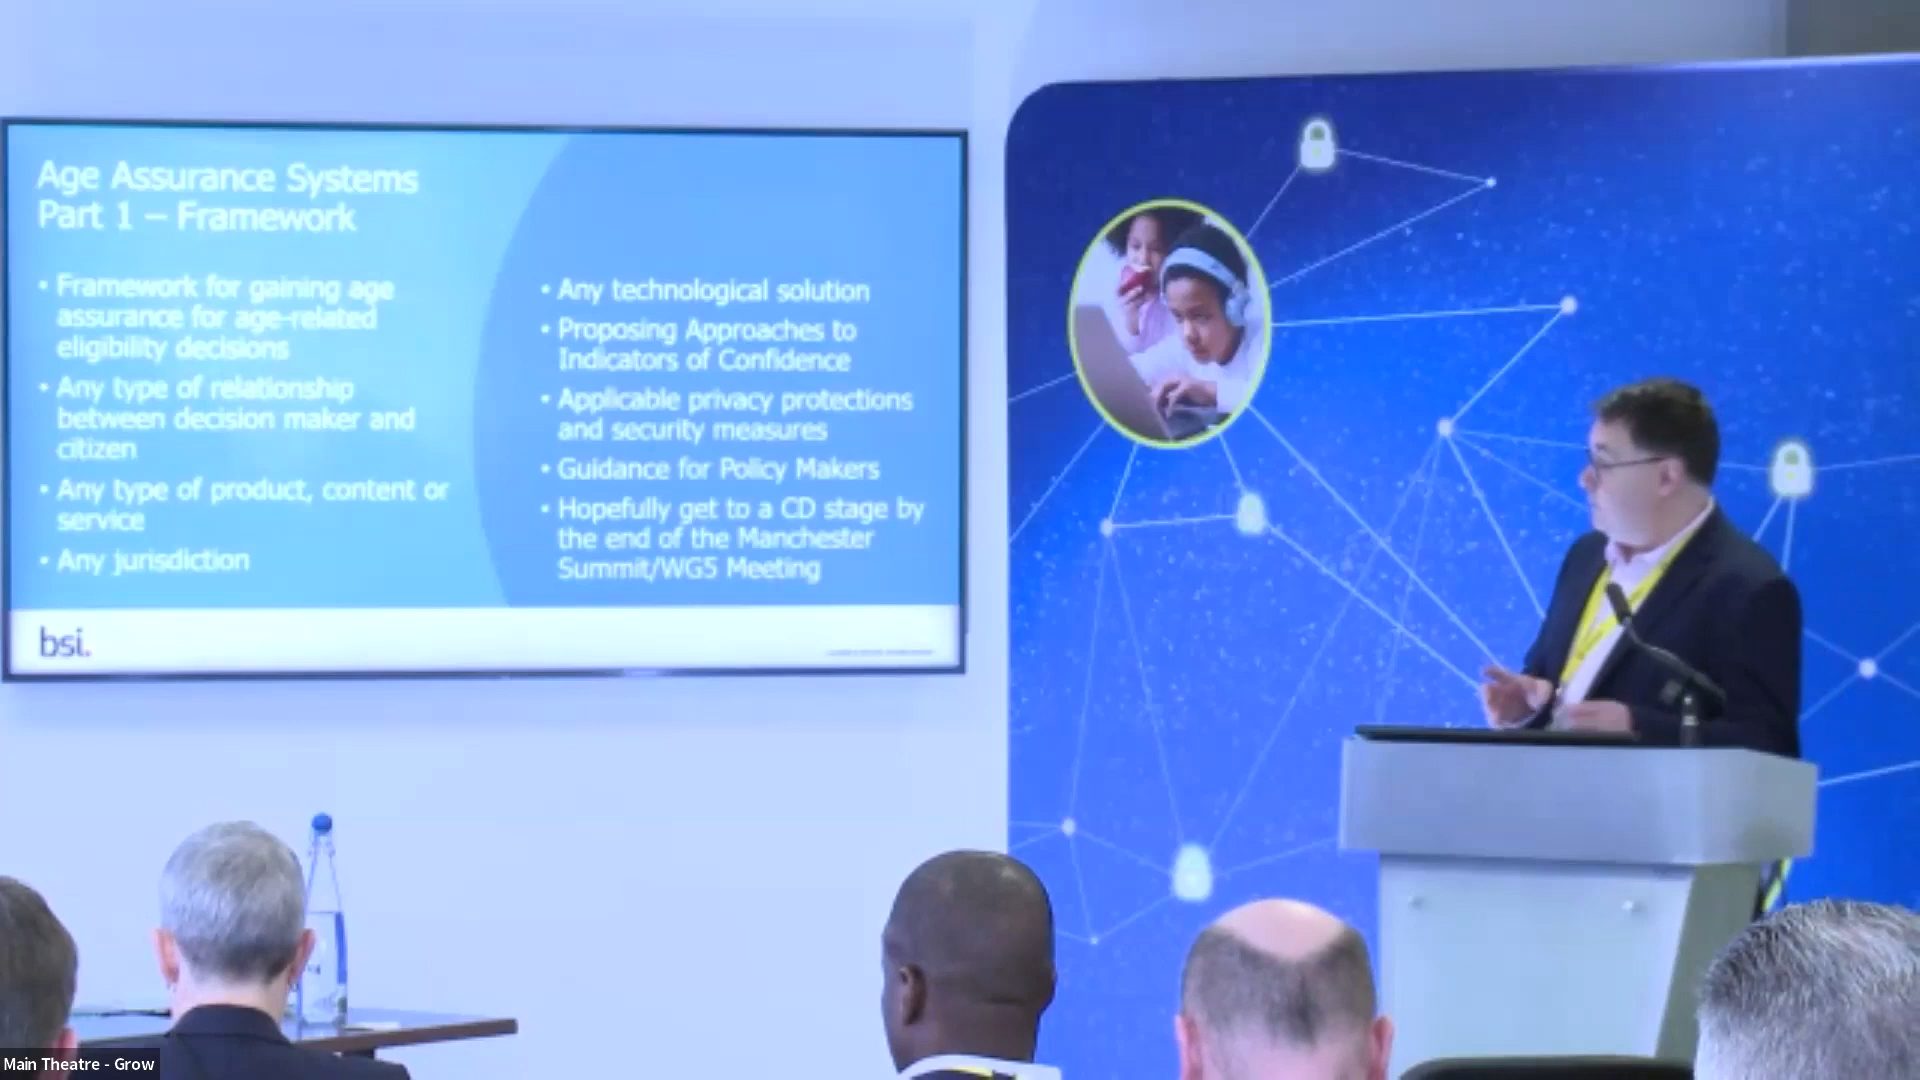 Age Assurance Systems
Part 1 – Framework
• Framework for gaining age
assurance for age-related
eligibility decisions
• Any type of relationship
between decision maker and
citizen
• Any type of product, content or
service
• Any jurisdiction
• Any technological solution
• Proposing Approaches to
Indicators of Confidence
• Applicable privacy protections
and security measures
• Guidance for Policy Makers
• Hopefully get to a CD stage by
the end of the Manchester
Summit/WG5 Meeting
bsi.
Main Theatre - Grow